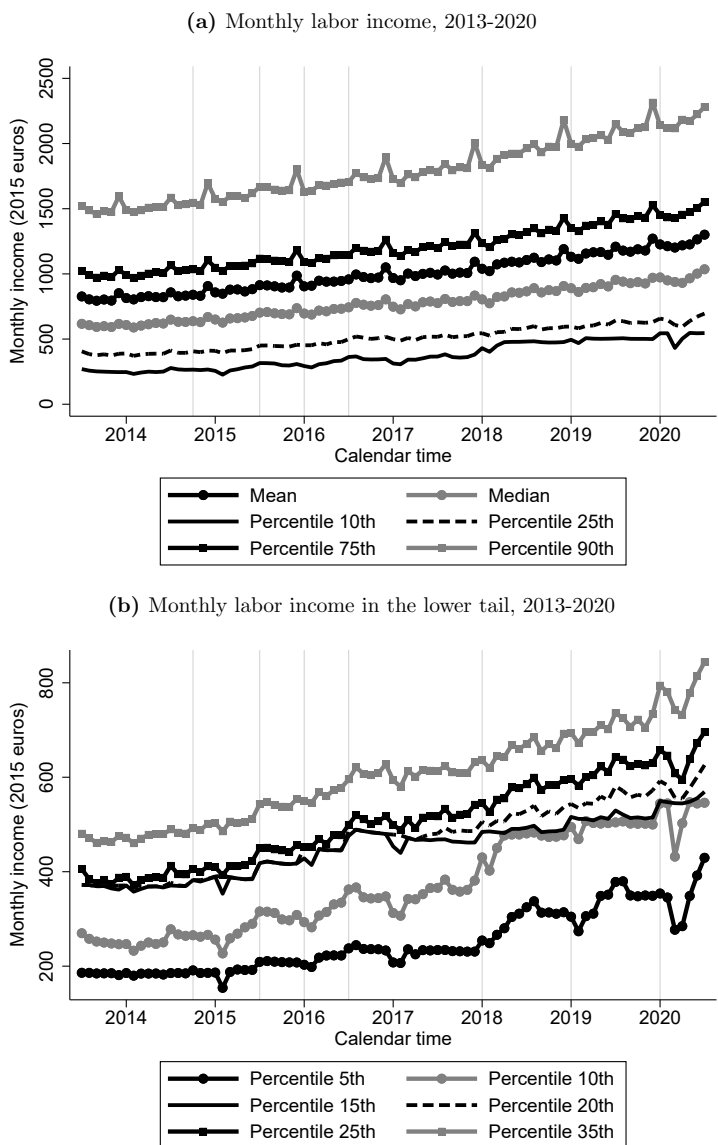 (a) Monthly labor income, 2013-2020
Monthly income (2015 euros)
2500
2000
1500
1000
500
0
2014 2015 2016 2017 2018 2019 2020
Calendar time
Mean Median
Percentile 10th Percentile 25th
Percentile 75th Percentile 90th
(b) Monthly labor income in the lower tail, 2013-2020
Monthly income (2015 euros)
800
600
400
200
2014 2015 2016 2017 2018 2019 2020
Calendar time
Percentile 5th Percentile 10th
Percentile 15th Percentile 20th
Percentile 25th Percentile 35th